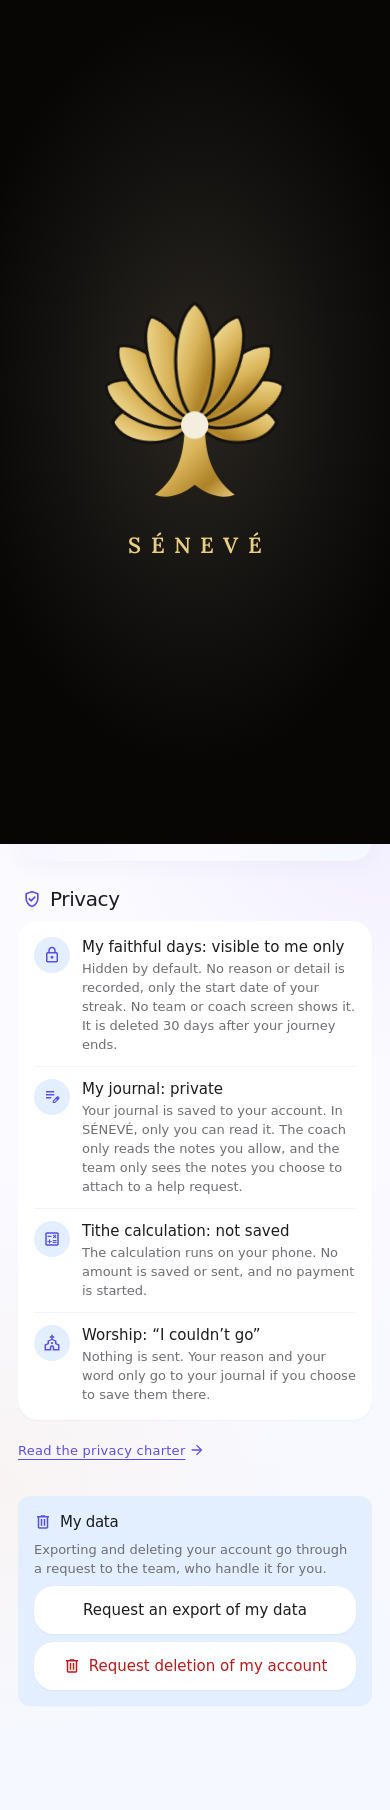 SÉNEVÉ
Privacy
My faithful days: visible to me only
Hidden by default. No reason or detail is
recorded, only the start date of your
streak. No team or coach screen shows it.
It is deleted 30 days after your journey
ends.
My journal: private
Your journal is saved to your account. In
SÉNEVÉ, only you can read it. The coach
only reads the notes you allow, and the
team only sees the notes you choose to
attach to a help request.
Tithe calculation: not saved
The calculation runs on your phone. No
amount is saved or sent, and no payment
is started.
Worship: “I couldn’t go”
Nothing is sent. Your reason and your
word only go to your journal if you choose
to save them there.
Read the privacy charter →
My data
Exporting and deleting your account go through
a request to the team, who handle it for you.
Request an export of my data
Request deletion of my account